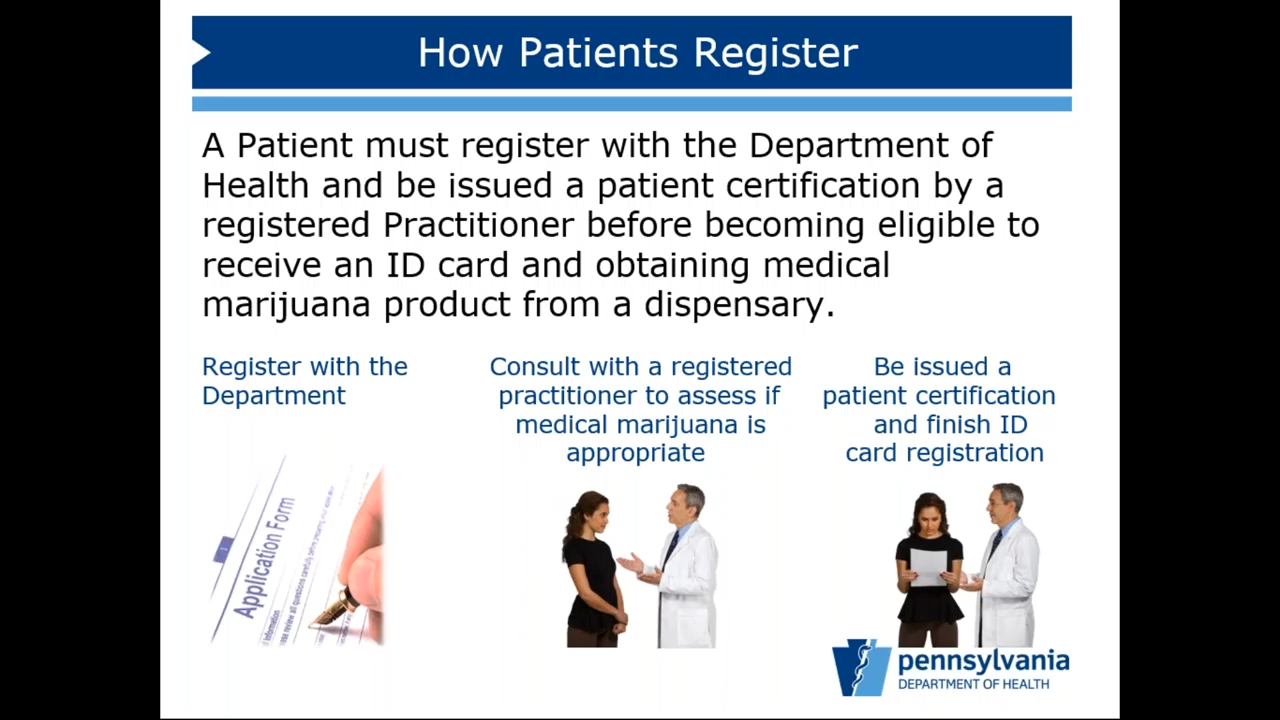 How Patients Register
A Patient must register with the Department of
Health and be issued a patient certification by a
registered Practitioner before becoming eligible to
receive an ID card and obtaining medical
marijuana product from a dispensary.
Register with the
Department
Consult with a registered
practitioner to assess if
medical marijuana is
appropriate
Be issued a
patient certification
and finish ID
card registration
Application Form
pennsylvania
DEPARTMENT OF HEALTH